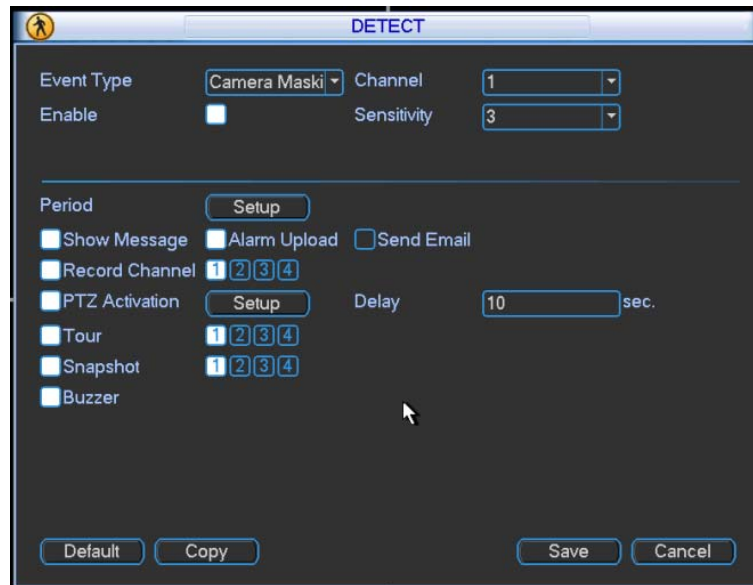 DETECT
Event Type Camera Maski Channel 1
Enable Sensitivity 3
Period Setup
Show Message Alarm Upload Send Email
Record Channel 1 2 3 4
PTZ Activation Setup Delay 10 sec.
Tour 1 2 3 4
Snapshot 1 2 3 4
Buzzer
Default Copy Save Cancel